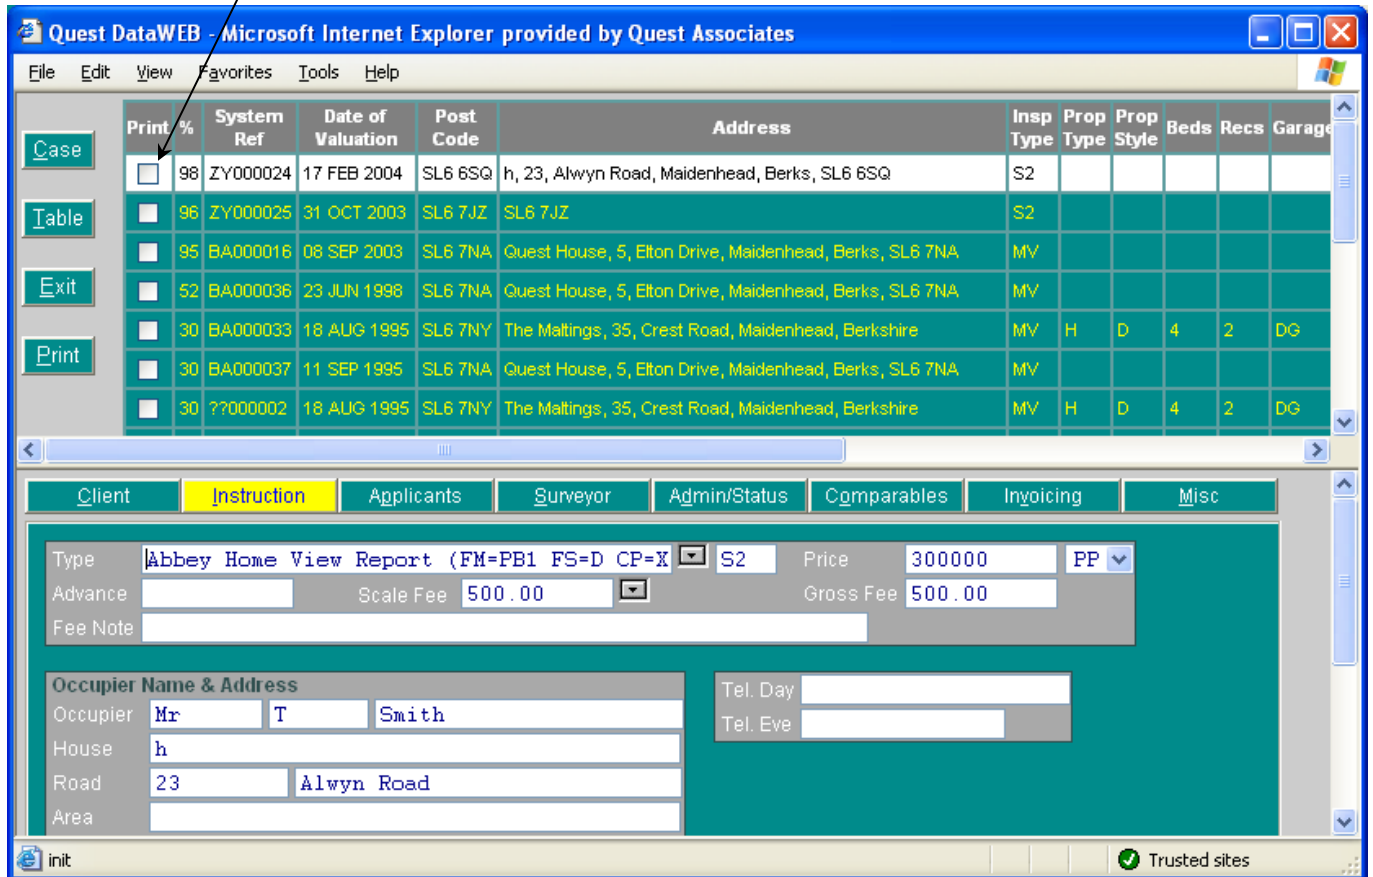 Quest DataWEB - Microsoft Internet Explorer provided by Quest Associates
File Edit View Favorites Tools Help
Case
Table
Exit
Print
Print % System Ref Date of Valuation Post Code Address Insp Type Prop Type Prop Style Beds Recs Garage
98 ZY000024 17 FEB 2004 SL6 6SQ h, 23, Alwyn Road, Maidenhead, Berks, SL6 6SQ S2
96 ZY000025 31 OCT 2003 SL6 7JZ SL6 7JZ S2
95 BA000016 08 SEP 2003 SL6 7NA Quest House, 5, Elton Drive, Maidenhead, Berks, SL6 7NA MV
52 BA000036 23 JUN 1998 SL6 7NA Quest House, 5, Elton Drive, Maidenhead, Berks, SL6 7NA MV
30 BA000033 18 AUG 1995 SL6 7NY The Maltings, 35, Crest Road, Maidenhead, Berkshire MV H D 4 2 DG
30 BA000037 11 SEP 1995 SL6 7NA Quest House, 5, Elton Drive, Maidenhead, Berks, SL6 7NA MV
30 ??000002 18 AUG 1995 SL6 7NY The Maltings, 35, Crest Road, Maidenhead, Berkshire MV H D 4 2 DG
Client Instruction Applicants Surveyor Admin/Status Comparables Invoicing Misc
Type Abbey Home View Report (FM=PB1 FS=D CP=X S2 Price 300000 PP
Advance Scale Fee 500.00 Gross Fee 500.00
Fee Note
Occupier Name & Address
Occupier Mr T Smith
House h
Road 23 Alwyn Road
Area
Tel. Day
Tel. Eve
init Trusted sites